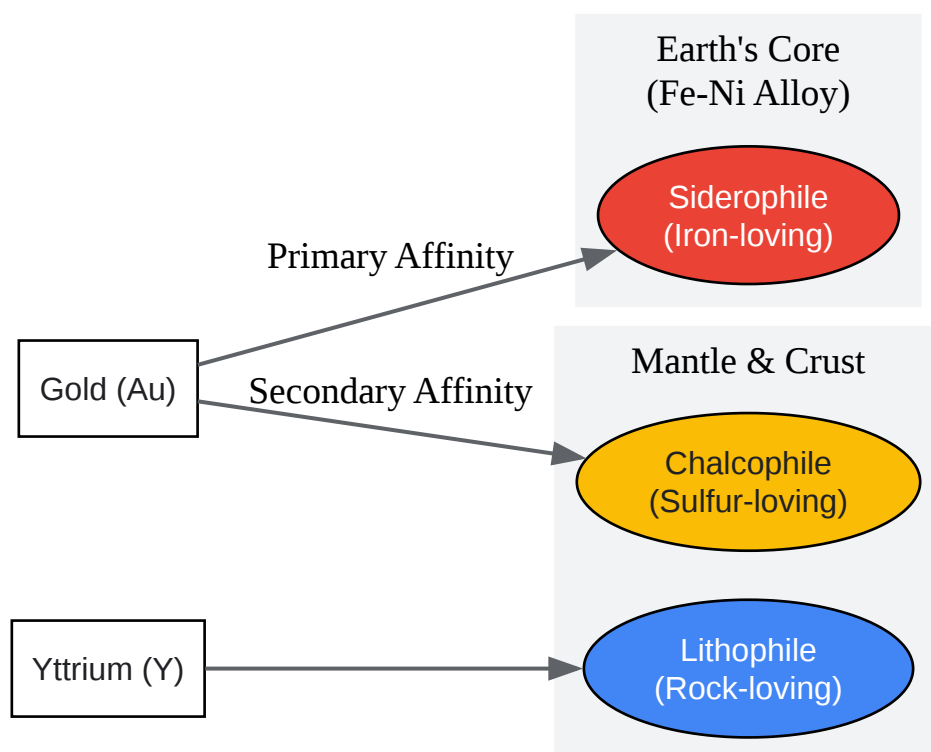 Earth's Core
(Fe-Ni Alloy)
Siderophile
(Iron-loving)
Primary Affinity
Gold (Au)
Secondary Affinity
Mantle & Crust
Chalcophile
(Sulfur-loving)
Yttrium (Y)
Lithophile
(Rock-loving)